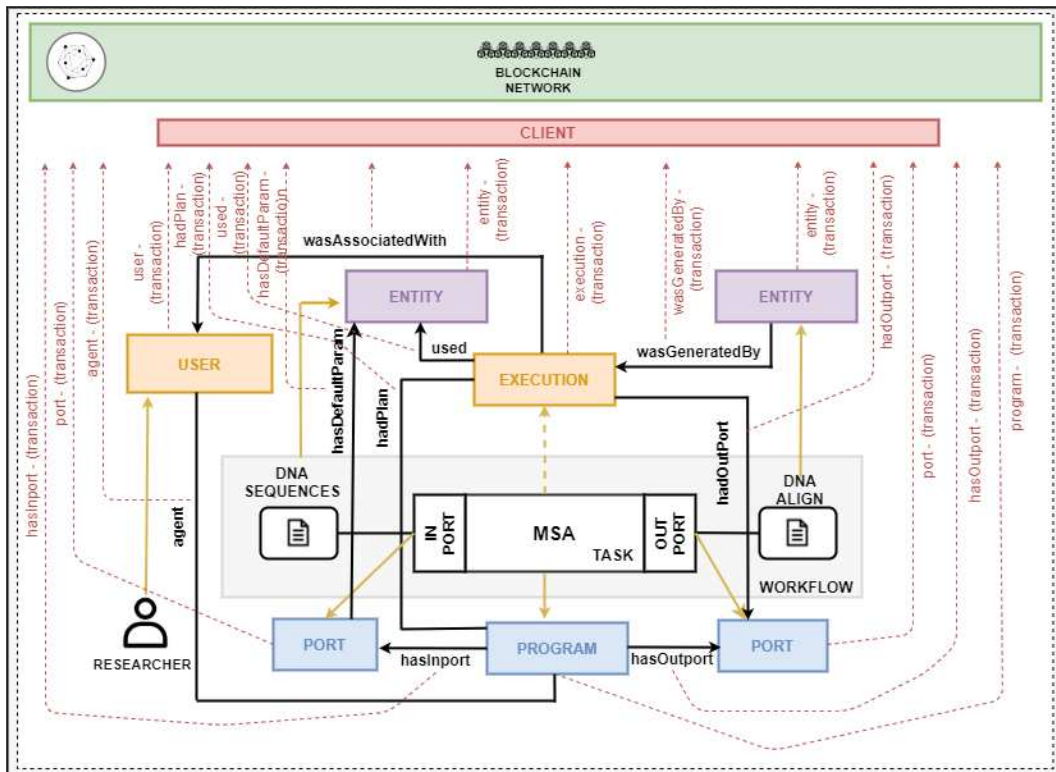 BLOCKCHAIN
NETWORK
CLIENT
hasInport - (transaction)
port - (transaction)
agent - (transaction)
user -
(transaction)
hadPlan -
(transaction)
used -
(transaction)
hasDefaultParam -
(transaction)
wasAssociatedWith
entity -
(transaction)
execution -
(transaction)
wasGeneratedBy -
(transaction)
entity -
(transaction)
hadOutport - (transaction)
port - (transaction)
hasOutport - (transaction)
program - (transaction)
ENTITY
ENTITY
USER
used
EXECUTION
wasGeneratedBy
hasDefaultParam
hadPlan
hadOutPort
agent
DNA
SEQUENCES
DNA
ALIGN
IN
PORT
MSA
TASK
OUT
PORT
WORKFLOW
RESEARCHER
PORT
hasInport
PROGRAM
hasOutport
PORT